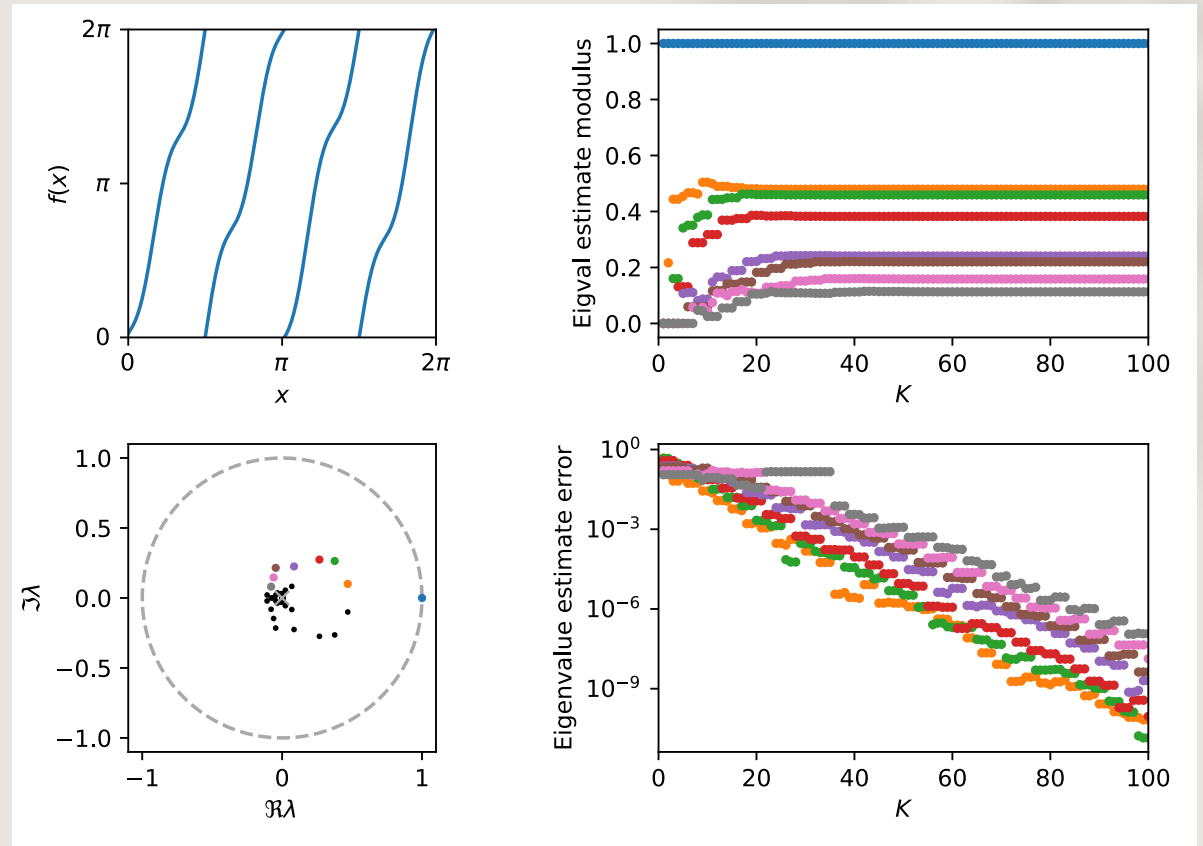 2π
π
0
f(x)
0
π
2π
x
1.0
0.8
0.6
0.4
0.2
0.0
Eigval estimate modulus
0
20
40
60
80
100
K
1.0
0.5
0.0
−0.5
−1.0
ℑλ
−1
0
1
ℜλ
10⁰
10⁻³
10⁻⁶
10⁻⁹
Eigenvalue estimate error
0
20
40
60
80
100
K